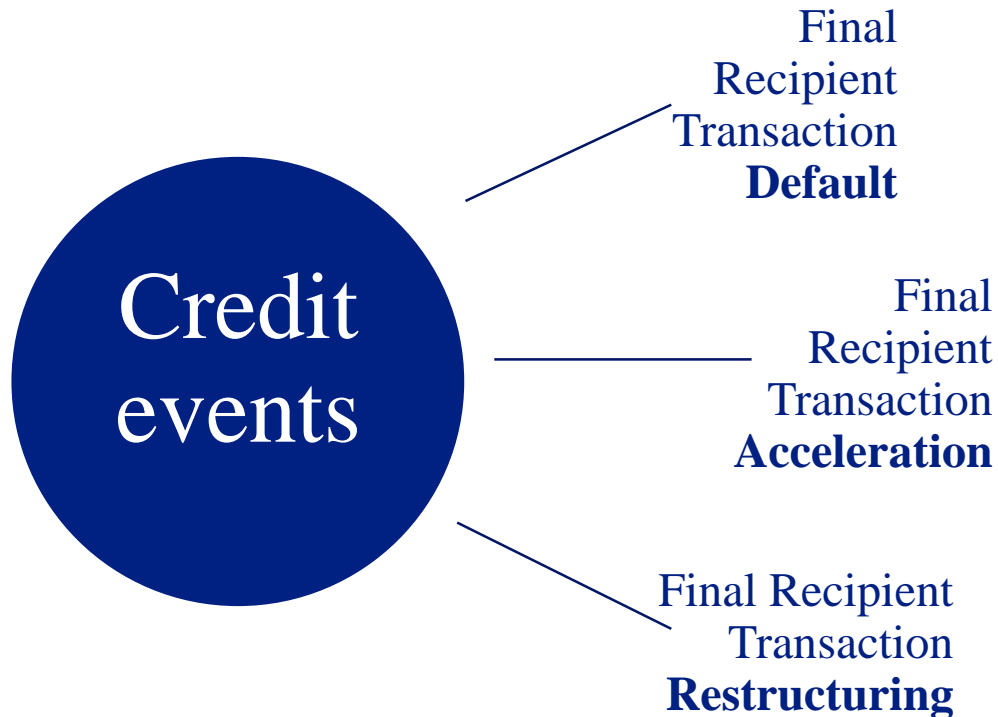 Final
Recipient
Transaction
Default
Credit
events
Final
Recipient
Transaction
Acceleration
Final Recipient
Transaction
Restructuring